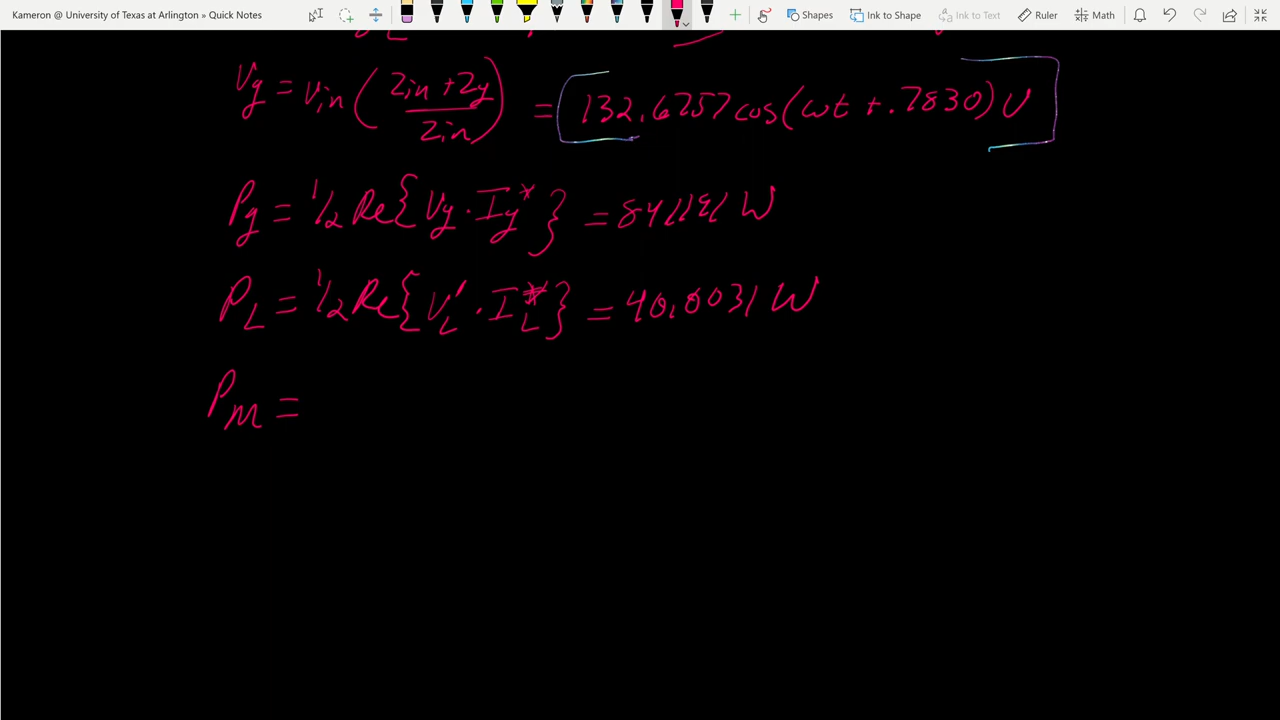 Kameron @ University of Texas at Arlington » Quick Notes
Shapes
Ink to Shape
Ink to Text
Ruler
Math
Vg = Vin ( (Zin + Zg) / Zin ) = 132.6257 cos(ωt + .7830) V
Pg = 1/2 Re{ Vg · Ig* } = W
PL = 1/2 Re{ VL' · IL* } = 40.0031 W
PM =